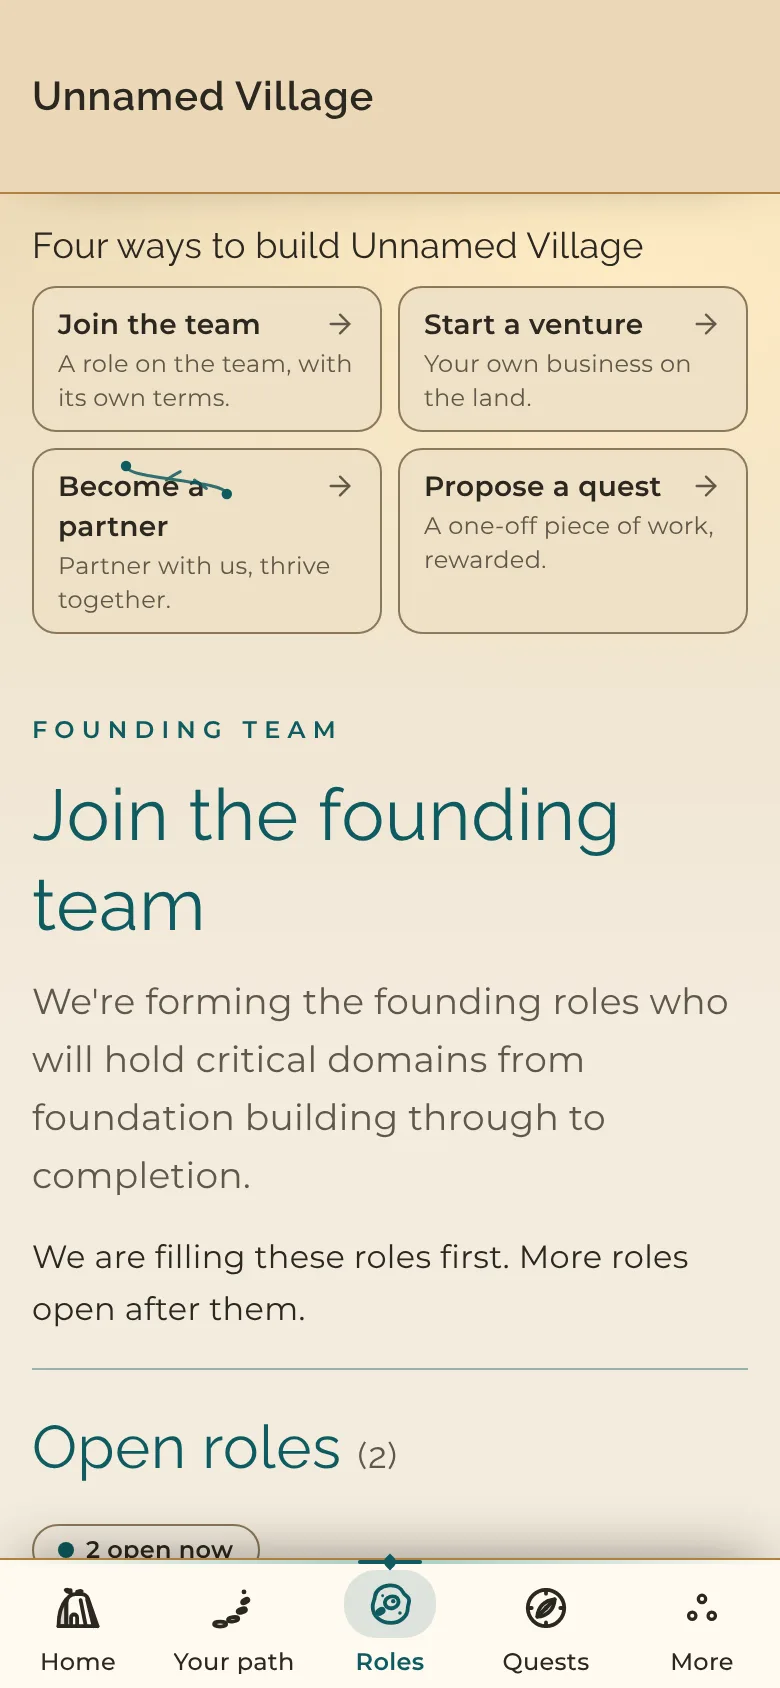 Unnamed Village
Four ways to build Unnamed Village
Join the team
A role on the team, with
its own terms.
Start a venture
Your own business on
the land.
Become a
partner
Partner with us, thrive
together.
Propose a quest
A one-off piece of work,
rewarded.
FOUNDING TEAM
Join the founding
team
We're forming the founding roles who
will hold critical domains from
foundation building through to
completion.
We are filling these roles first. More roles
open after them.
Open roles (2)
2 open now
Home
Your path
Roles
Quests
More